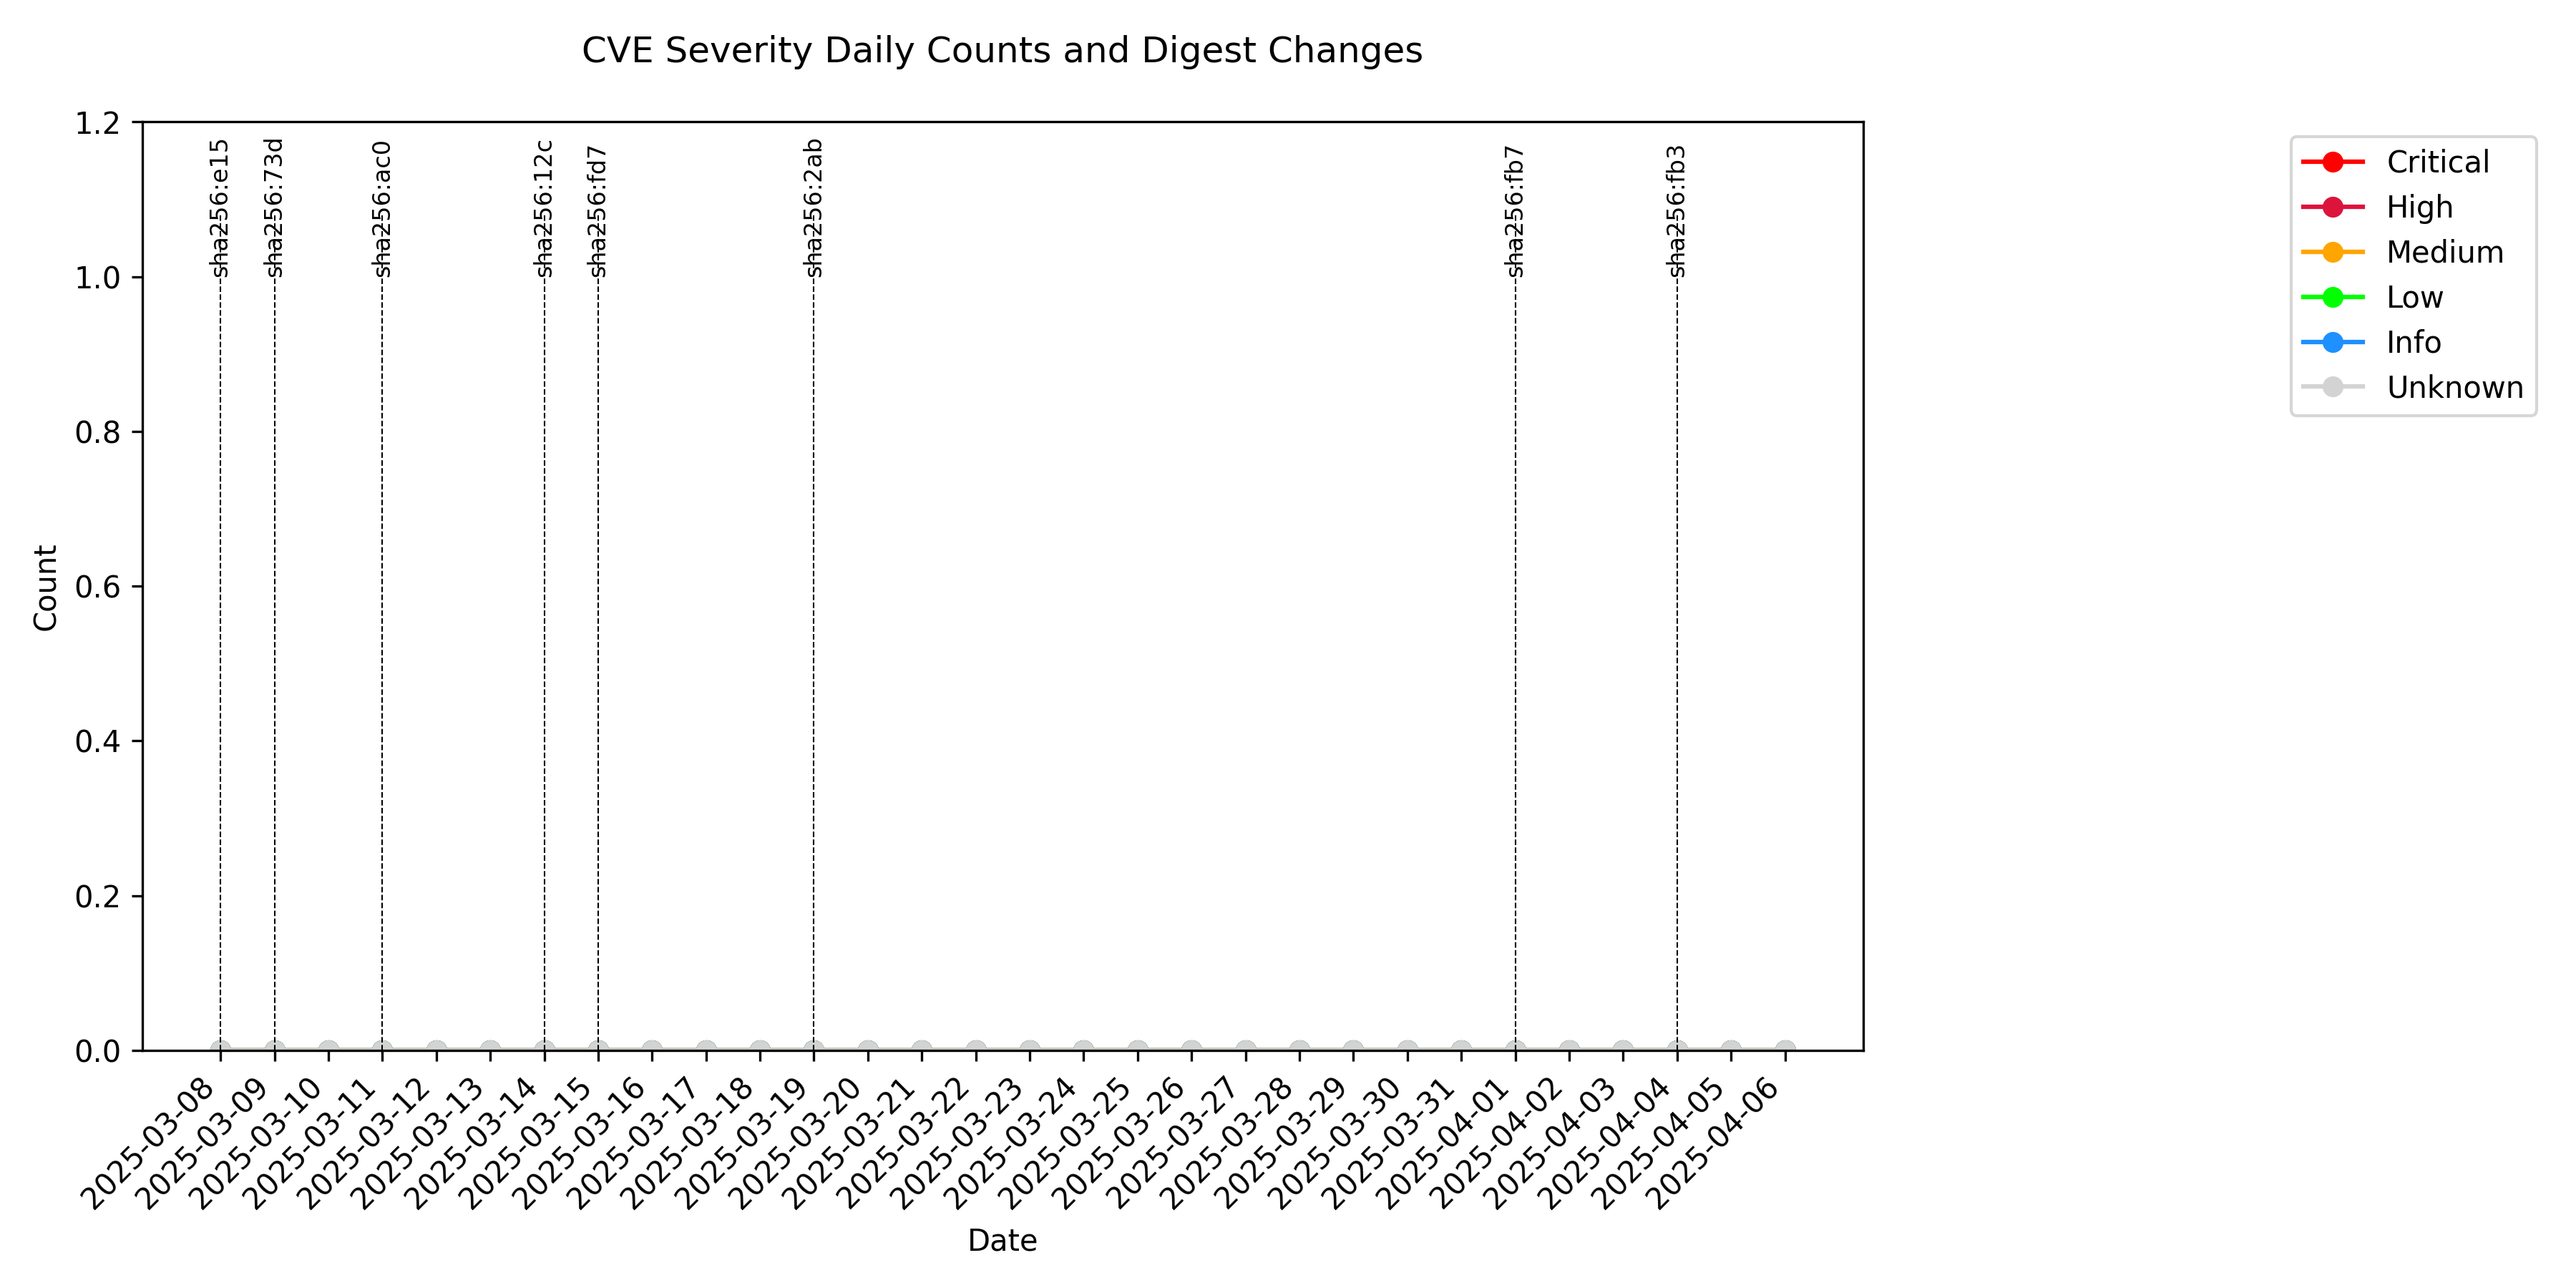 CVE Severity Daily Counts and Digest Changes
1.2
1.0
0.8
0.6
0.4
0.2
0.0
Count
sha256:e15
sha256:73d
sha256:ac0
sha256:12c
sha256:fd7
sha256:2ab
sha256:fb7
sha256:fb3
Critical
High
Medium
Low
Info
Unknown
2025-03-08
2025-03-09
2025-03-10
2025-03-11
2025-03-12
2025-03-13
2025-03-14
2025-03-15
2025-03-16
2025-03-17
2025-03-18
2025-03-19
2025-03-20
2025-03-21
2025-03-22
2025-03-23
2025-03-24
2025-03-25
2025-03-26
2025-03-27
2025-03-28
2025-03-29
2025-03-30
2025-03-31
2025-04-01
2025-04-02
2025-04-03
2025-04-04
2025-04-05
2025-04-06
Date